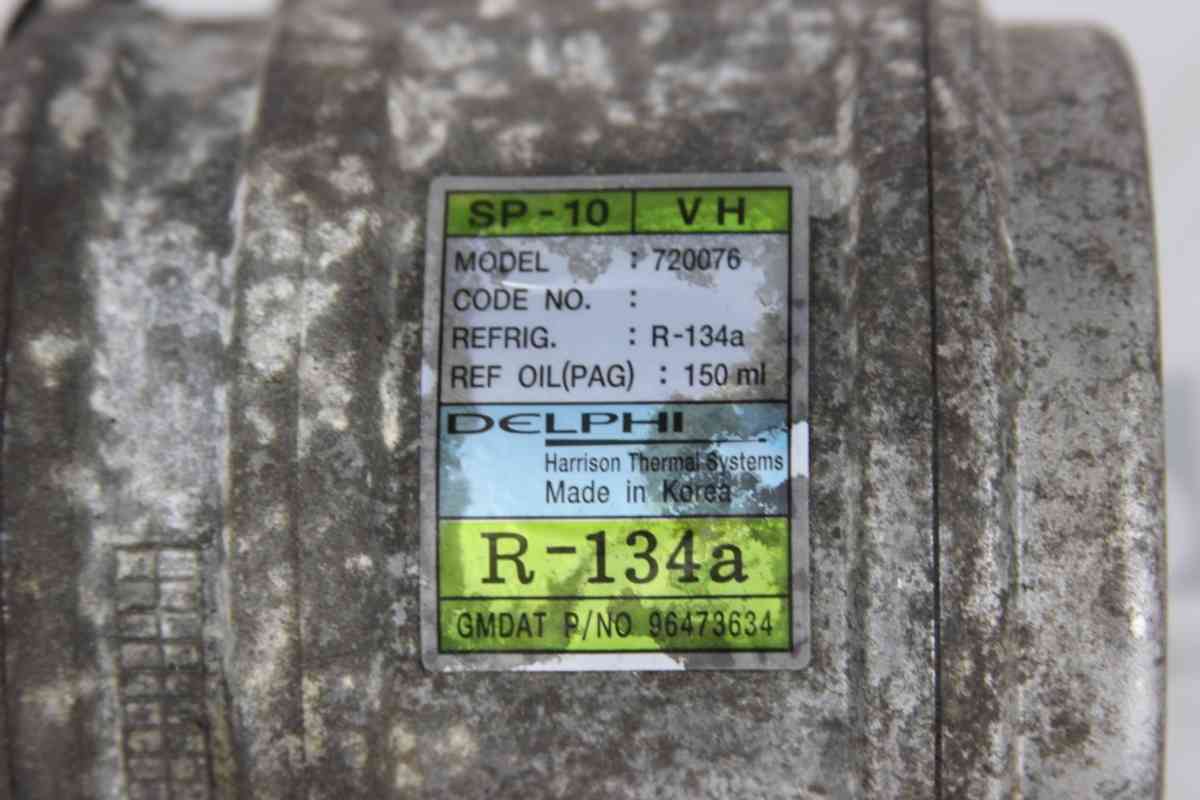 SP-10 VH
MODEL : 720076
CODE NO. :
REFRIG. : R-134a
REF OIL(PAG) : 150 ml
DELPHI
Harrison Thermal Systems
Made in Korea
R-134a
GMDAT P/NO 96473634